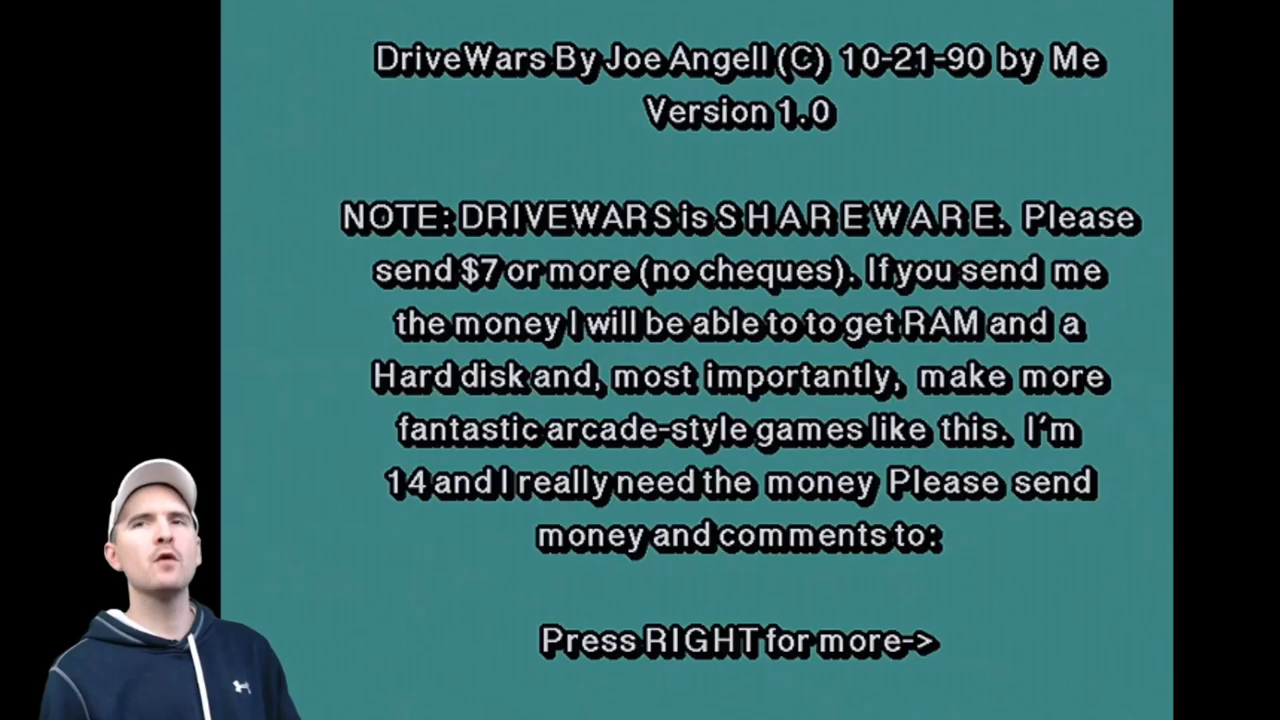 DriveWars By Joe Angell (C) 10-21-90 by Me
Version 1.0
NOTE: DRIVEWARS is S H A R E W A R E. Please
send $7 or more (no cheques). If you send me
the money I will be able to to get RAM and a
Hard disk and, most importantly, make more
fantastic arcade-style games like this. I'm
14 and I really need the money Please send
money and comments to:
Press RIGHT for more->